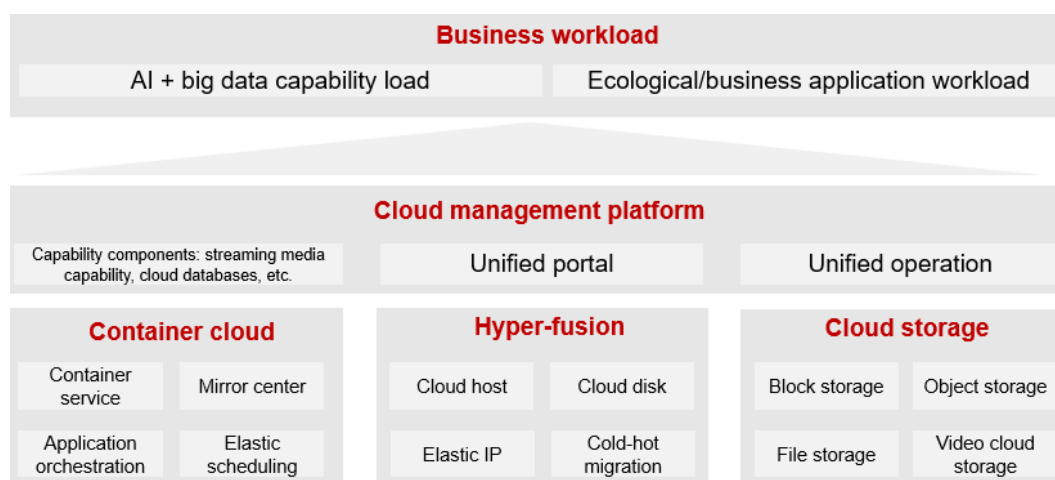 Business workload
AI + big data capability load
Ecological/business application workload
Cloud management platform
Capability components: streaming media
capability, cloud databases, etc.
Unified portal
Unified operation
Container cloud
Container
service
Mirror center
Application
orchestration
Elastic
scheduling
Hyper-fusion
Cloud host
Cloud disk
Elastic IP
Cold-hot
migration
Cloud storage
Block storage
Object storage
File storage
Video cloud
storage